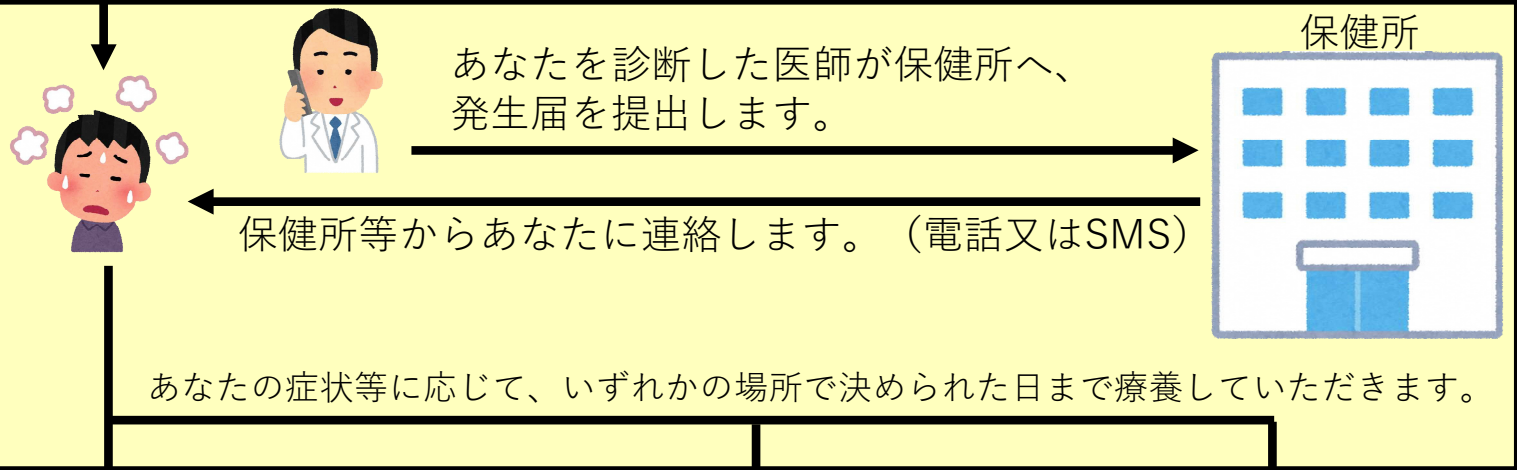 保健所
あなたを診断した医師が保健所へ、
発生届を提出します。
保健所等からあなたに連絡します。（電話又はSMS）
あなたの症状等に応じて、いずれかの場所で決められた日まで療養していただきます。